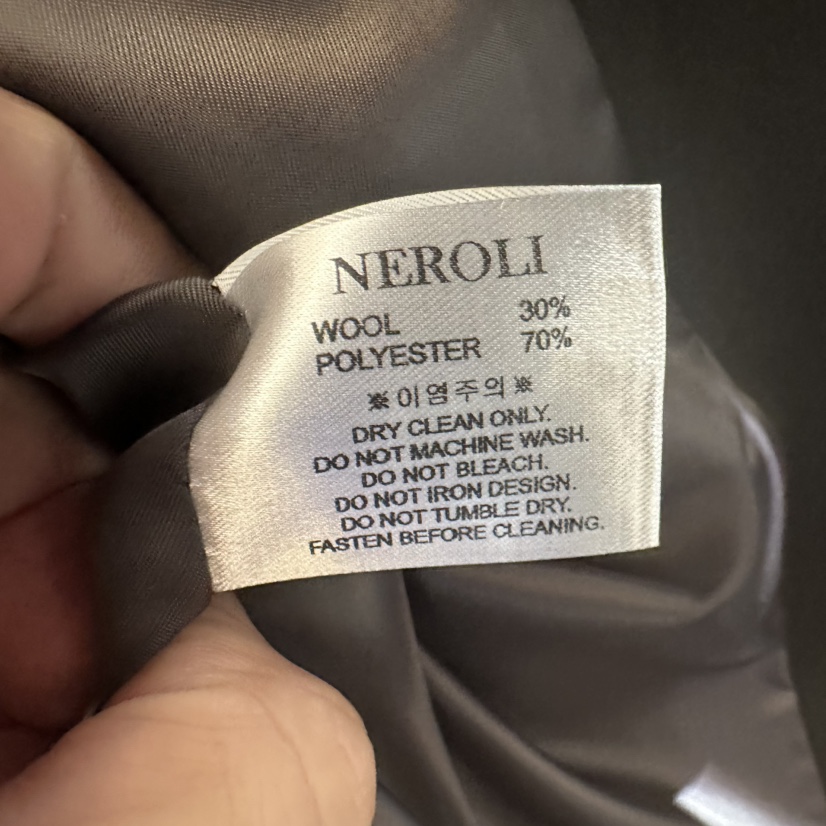 NEROLI
WOOL 30%
POLYESTER 70%
※이염주의※
DRY CLEAN ONLY.
DO NOT MACHINE WASH.
DO NOT BLEACH.
DO NOT IRON DESIGN.
DO NOT TUMBLE DRY.
FASTEN BEFORE CLEANING.